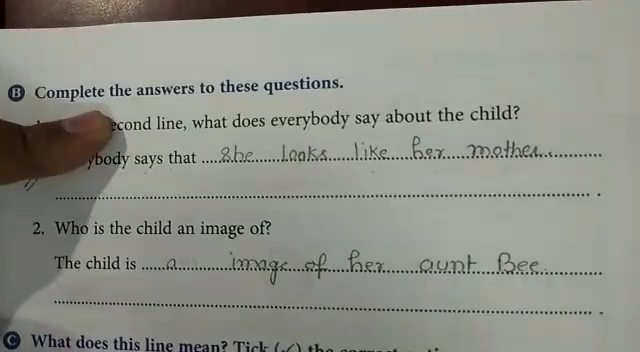 B Complete the answers to these questions.
econd line, what does everybody say about the child?
ybody says that ....she.......looks.....like....her.....mother..............
.......................................................................................... .
2. Who is the child an image of?
The child is ......a............image...of....her.......aunt...Bee.............
.......................................................................................... .
C What does this line mean? Tick (✓) the